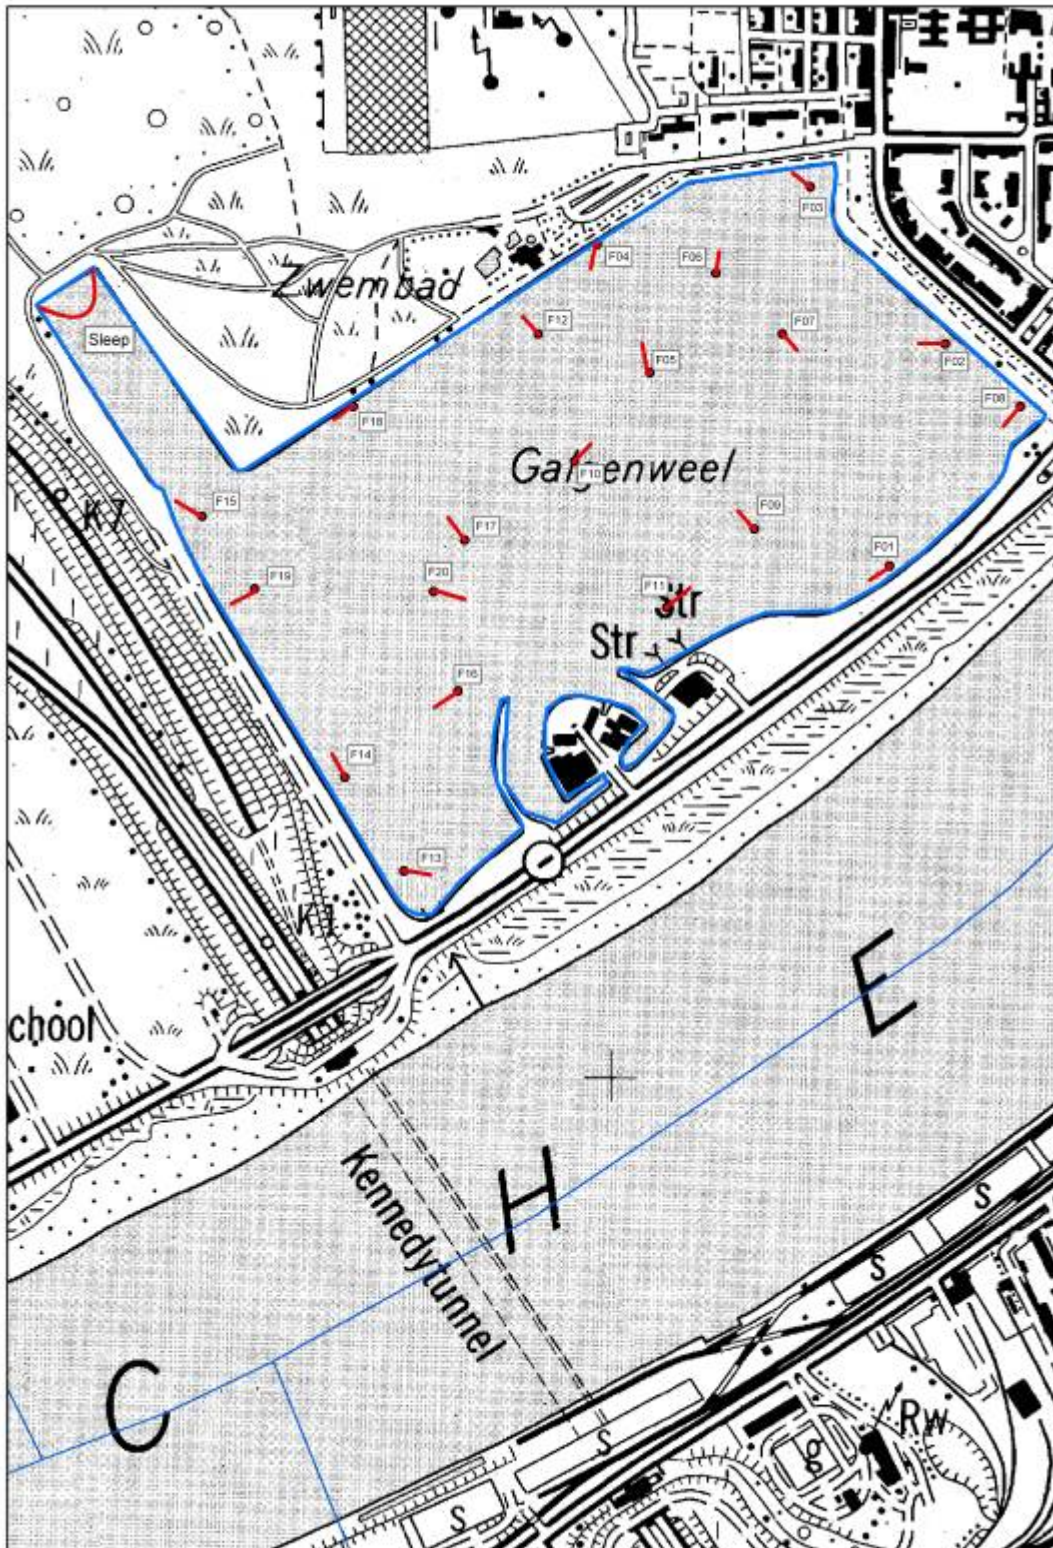 F03
F04
F06
Zwembad
F12
F07
Sleep
F05
F02
F18
F08
Galgenweel
F10
F15
K7
F17
F09
F01
F19
F20
F11
Str
Str
F16
F14
F13
K1
E
chool
H
Kennedytunnel
S
S
C
Rw
S
g
S